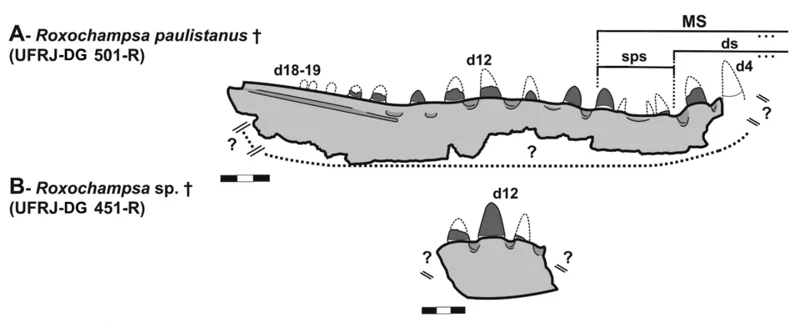 A- Roxochampsa paulistanus †
(UFRJ-DG 501-R)
MS
...
ds
...
sps
d18-19
d12
d4
?
?
?
B- Roxochampsa sp. †
(UFRJ-DG 451-R)
d12
?
?